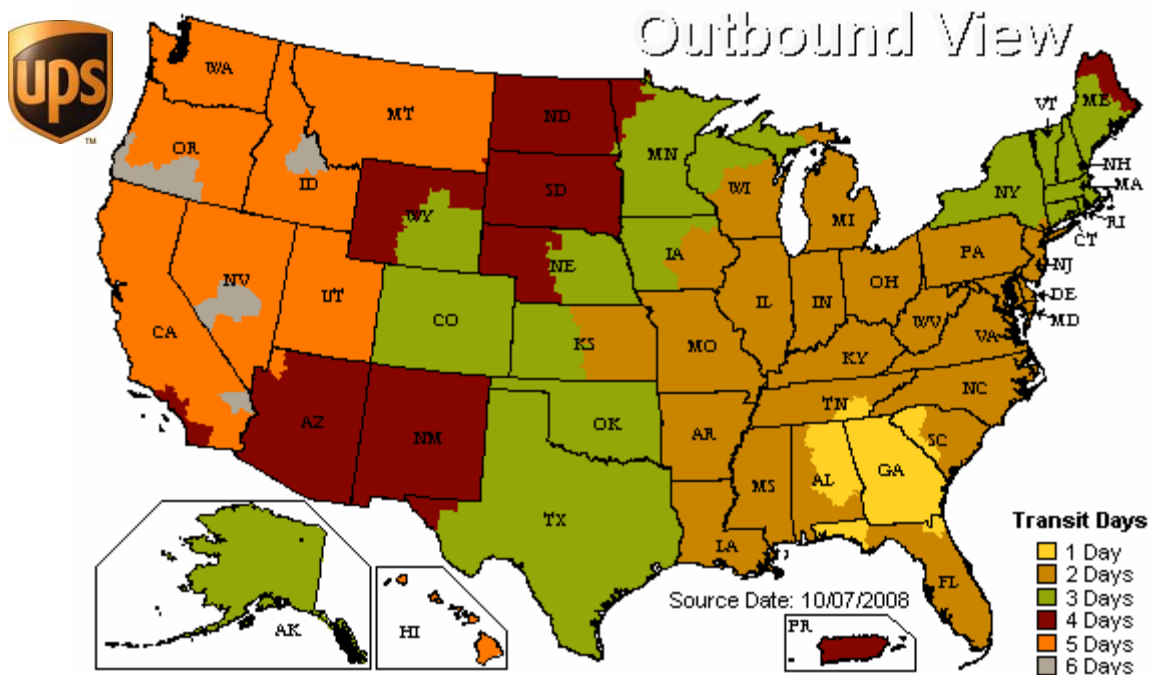 Outbound View
ups
TM
WA
MT
ND
OR
ID
MN
VT
ME
NH
MA
NY
WI
SD
WY
MI
RI
CT
IA
NE
PA
NJ
NV
UT
OH
DE
MD
IL
IN
CO
WV
VA
CA
KS
MO
KY
NC
TN
AZ
NM
OK
AR
SC
GA
AL
MS
TX
LA
FL
Transit Days
1 Day
2 Days
3 Days
4 Days
5 Days
6 Days
Source Date: 10/07/2008
AK
HI
PR